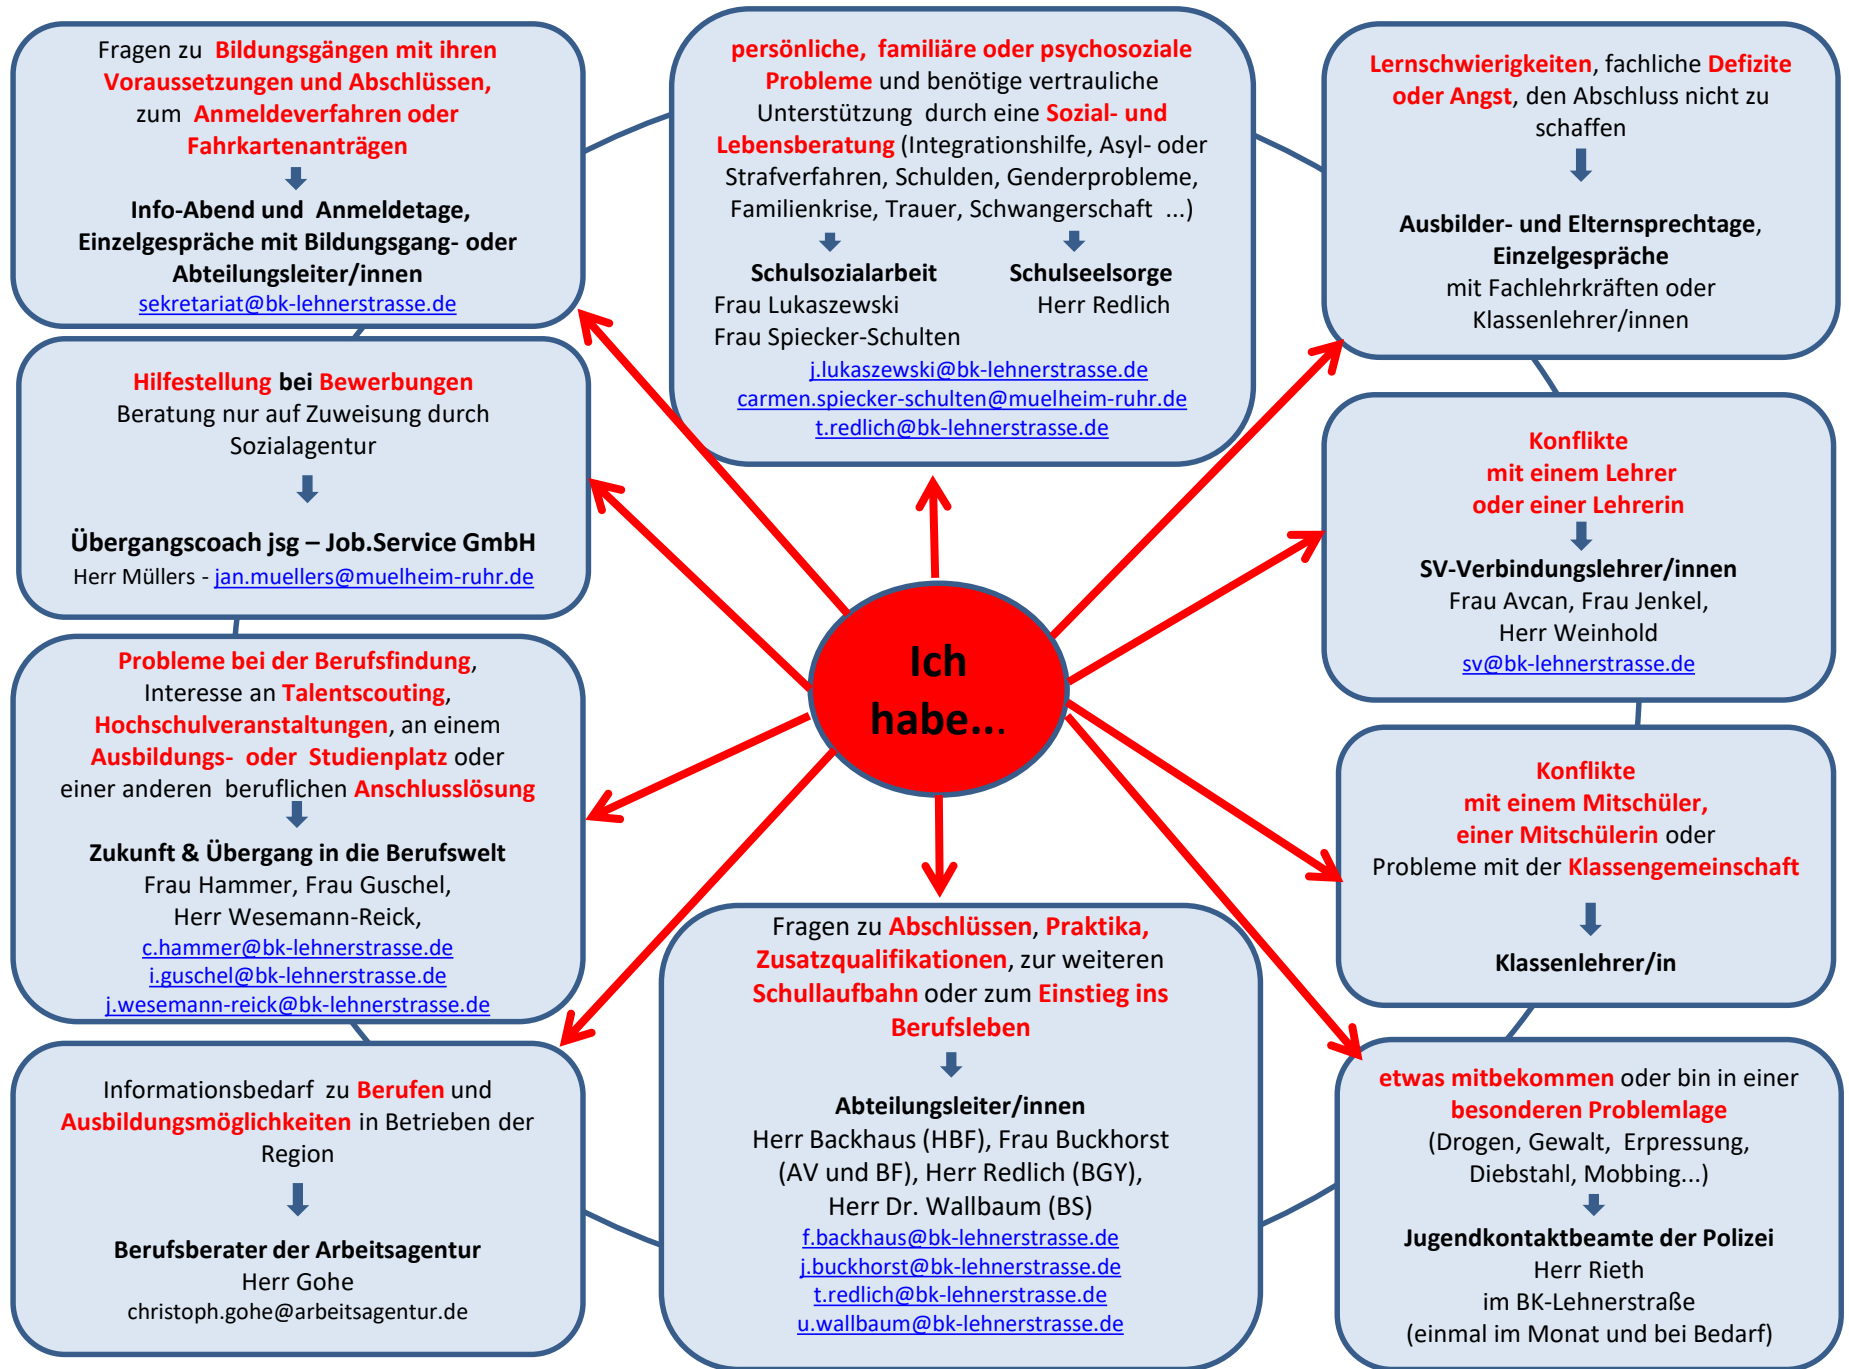 Fragen zu Bildungsgängen mit ihren
Voraussetzungen und Abschlüssen,
zum Anmeldeverfahren oder
Fahrkartenanträgen
Info-Abend und Anmeldetage,
Einzelgespräche mit Bildungsgang- oder
Abteilungsleiter/innen
sekretariat@bk-lehnerstrasse.de
persönliche, familiäre oder psychosoziale
Probleme und benötige vertrauliche
Unterstützung durch eine Sozial- und
Lebensberatung (Integrationshilfe, Asyl- oder
Strafverfahren, Schulden, Genderprobleme,
Familienkrise, Trauer, Schwangerschaft ...)
Schulsozialarbeit Schulseelsorge
Frau Lukaszewski Herr Redlich
Frau Spiecker-Schulten
j.lukaszewski@bk-lehnerstrasse.de
carmen.spiecker-schulten@muelheim-ruhr.de
t.redlich@bk-lehnerstrasse.de
Lernschwierigkeiten, fachliche Defizite
oder Angst, den Abschluss nicht zu
schaffen
Ausbilder- und Elternsprechtage,
Einzelgespräche
mit Fachlehrkräften oder
Klassenlehrer/innen
Hilfestellung bei Bewerbungen
Beratung nur auf Zuweisung durch
Sozialagentur
Übergangscoach jsg – Job.Service GmbH
Herr Müllers - jan.muellers@muelheim-ruhr.de
Konflikte
mit einem Lehrer
oder einer Lehrerin
SV-Verbindungslehrer/innen
Frau Avcan, Frau Jenkel,
Herr Weinhold
sv@bk-lehnerstrasse.de
Ich
habe...
Probleme bei der Berufsfindung,
Interesse an Talentscouting,
Hochschulveranstaltungen, an einem
Ausbildungs- oder Studienplatz oder
einer anderen beruflichen Anschlusslösung
Zukunft & Übergang in die Berufswelt
Frau Hammer, Frau Guschel,
Herr Wesemann-Reick,
c.hammer@bk-lehnerstrasse.de
i.guschel@bk-lehnerstrasse.de
j.wesemann-reick@bk-lehnerstrasse.de
Konflikte
mit einem Mitschüler,
einer Mitschülerin oder
Probleme mit der Klassengemeinschaft
Klassenlehrer/in
Informationsbedarf zu Berufen und
Ausbildungsmöglichkeiten in Betrieben der
Region
Berufsberater der Arbeitsagentur
Herr Gohe
christoph.gohe@arbeitsagentur.de
Fragen zu Abschlüssen, Praktika,
Zusatzqualifikationen, zur weiteren
Schullaufbahn oder zum Einstieg ins
Berufsleben
Abteilungsleiter/innen
Herr Backhaus (HBF), Frau Buckhorst
(AV und BF), Herr Redlich (BGY),
Herr Dr. Wallbaum (BS)
f.backhaus@bk-lehnerstrasse.de
j.buckhorst@bk-lehnerstrasse.de
t.redlich@bk-lehnerstrasse.de
u.wallbaum@bk-lehnerstrasse.de
etwas mitbekommen oder bin in einer
besonderen Problemlage
(Drogen, Gewalt, Erpressung,
Diebstahl, Mobbing...)
Jugendkontaktbeamte der Polizei
Herr Rieth
im BK-Lehnerstraße
(einmal im Monat und bei Bedarf)